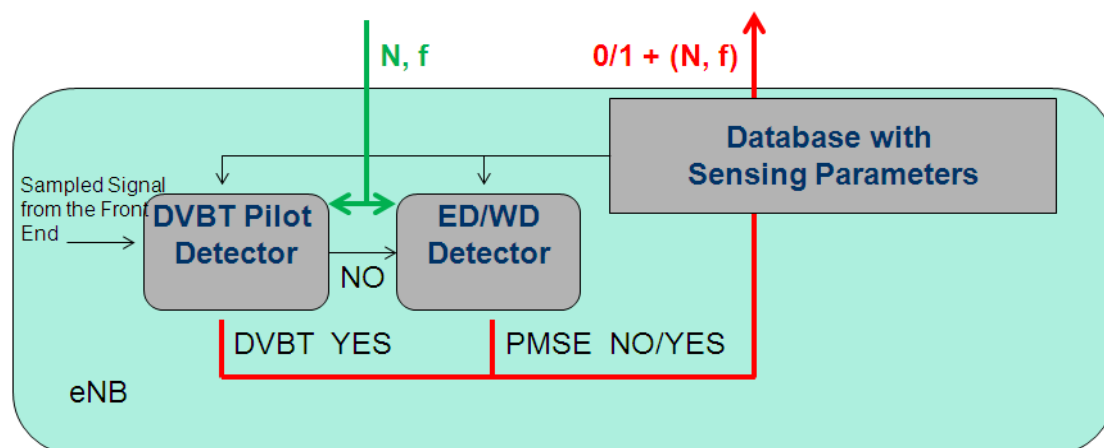 N, f
0/1 + (N, f)
Database with
Sensing Parameters
Sampled Signal
from the Front
End
DVBT Pilot
Detector
ED/WD
Detector
NO
DVBT YES
PMSE NO/YES
eNB